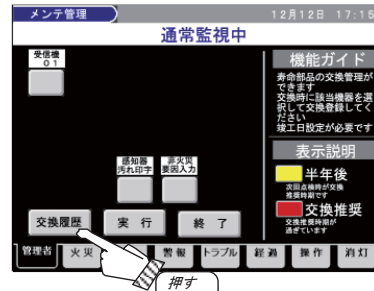 メンテ管理
12月12日 17:15
通常監視中
受信機
01
感知器
汚れ印字
非火災
要因入力
交換履歴
実 行
終 了
機能ガイド
寿命部品の交換管理が
できます
交換時に該当機器を選
択して交換登録してく
ださい
竣工日設定が必要です
表示説明
半年後
次回点検時が交換
推奨時期です
交換推奨
交換推奨時期が
過ぎています
管理者
火災
警報
トラブル
経過
操作
消灯
押す